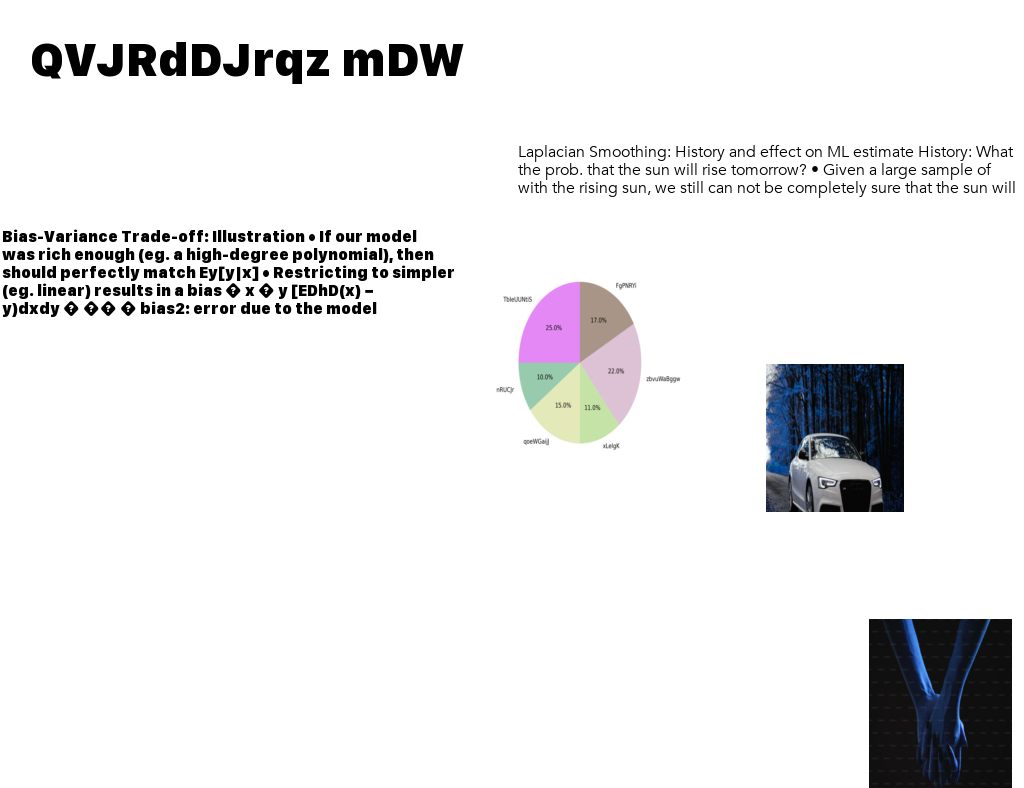 QVJRdDJrqz mDW
Laplacian Smoothing: History and effect on ML estimate History: What
the prob. that the sun will rise tomorrow? • Given a large sample of
with the rising sun, we still can not be completely sure that the sun will
Bias-Variance Trade-off: Illustration • If our model
was rich enough (eg. a high-degree polynomial), then
should perfectly match Ey[y|x] • Restricting to simpler
(eg. linear) results in a bias � x � y [EDhD(x) −
y)dxdy � �� � bias2: error due to the model
FgPNRYi
TbleUUNtiS
17.0%
25.0%
22.0%
zbvuWaBggw
10.0%
nRUCjr
15.0%
11.0%
qoeWGaijJ
xLeIgK